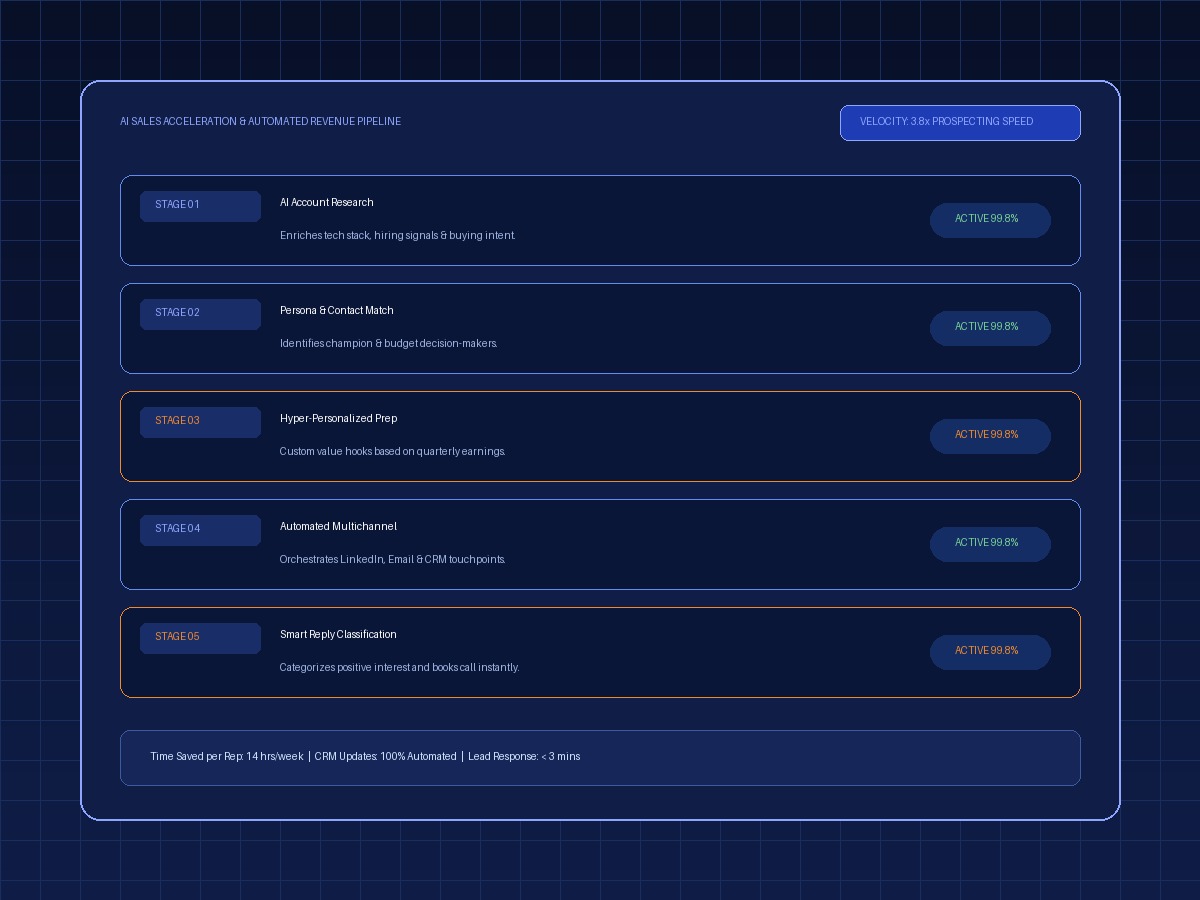 AI SALES ACCELERATION & AUTOMATED REVENUE PIPELINE
VELOCITY: 3.8x PROSPECTING SPEED
STAGE 01
AI Account Research
Enriches tech stack, hiring signals & buying intent.
ACTIVE 99.8%
STAGE 02
Persona & Contact Match
Identifies champion & budget decision-makers.
ACTIVE 99.8%
STAGE 03
Hyper-Personalized Prep
Custom value hooks based on quarterly earnings.
ACTIVE 99.8%
STAGE 04
Automated Multichannel
Orchestrates LinkedIn, Email & CRM touchpoints.
ACTIVE 99.8%
STAGE 05
Smart Reply Classification
Categorizes positive interest and books call instantly.
ACTIVE 99.8%
Time Saved per Rep: 14 hrs/week | CRM Updates: 100% Automated | Lead Response: < 3 mins